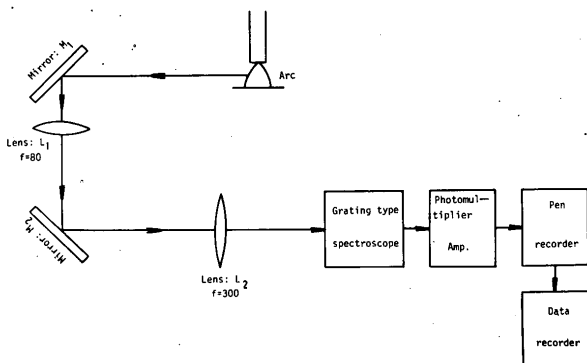 Mirror: M1
Arc
Lens: L1
f=80
Mirror: M2
Lens: L2
f=300
Grating type
spectroscope
Photomul-
tiplier
Amp.
Pen
recorder
Data
recorder